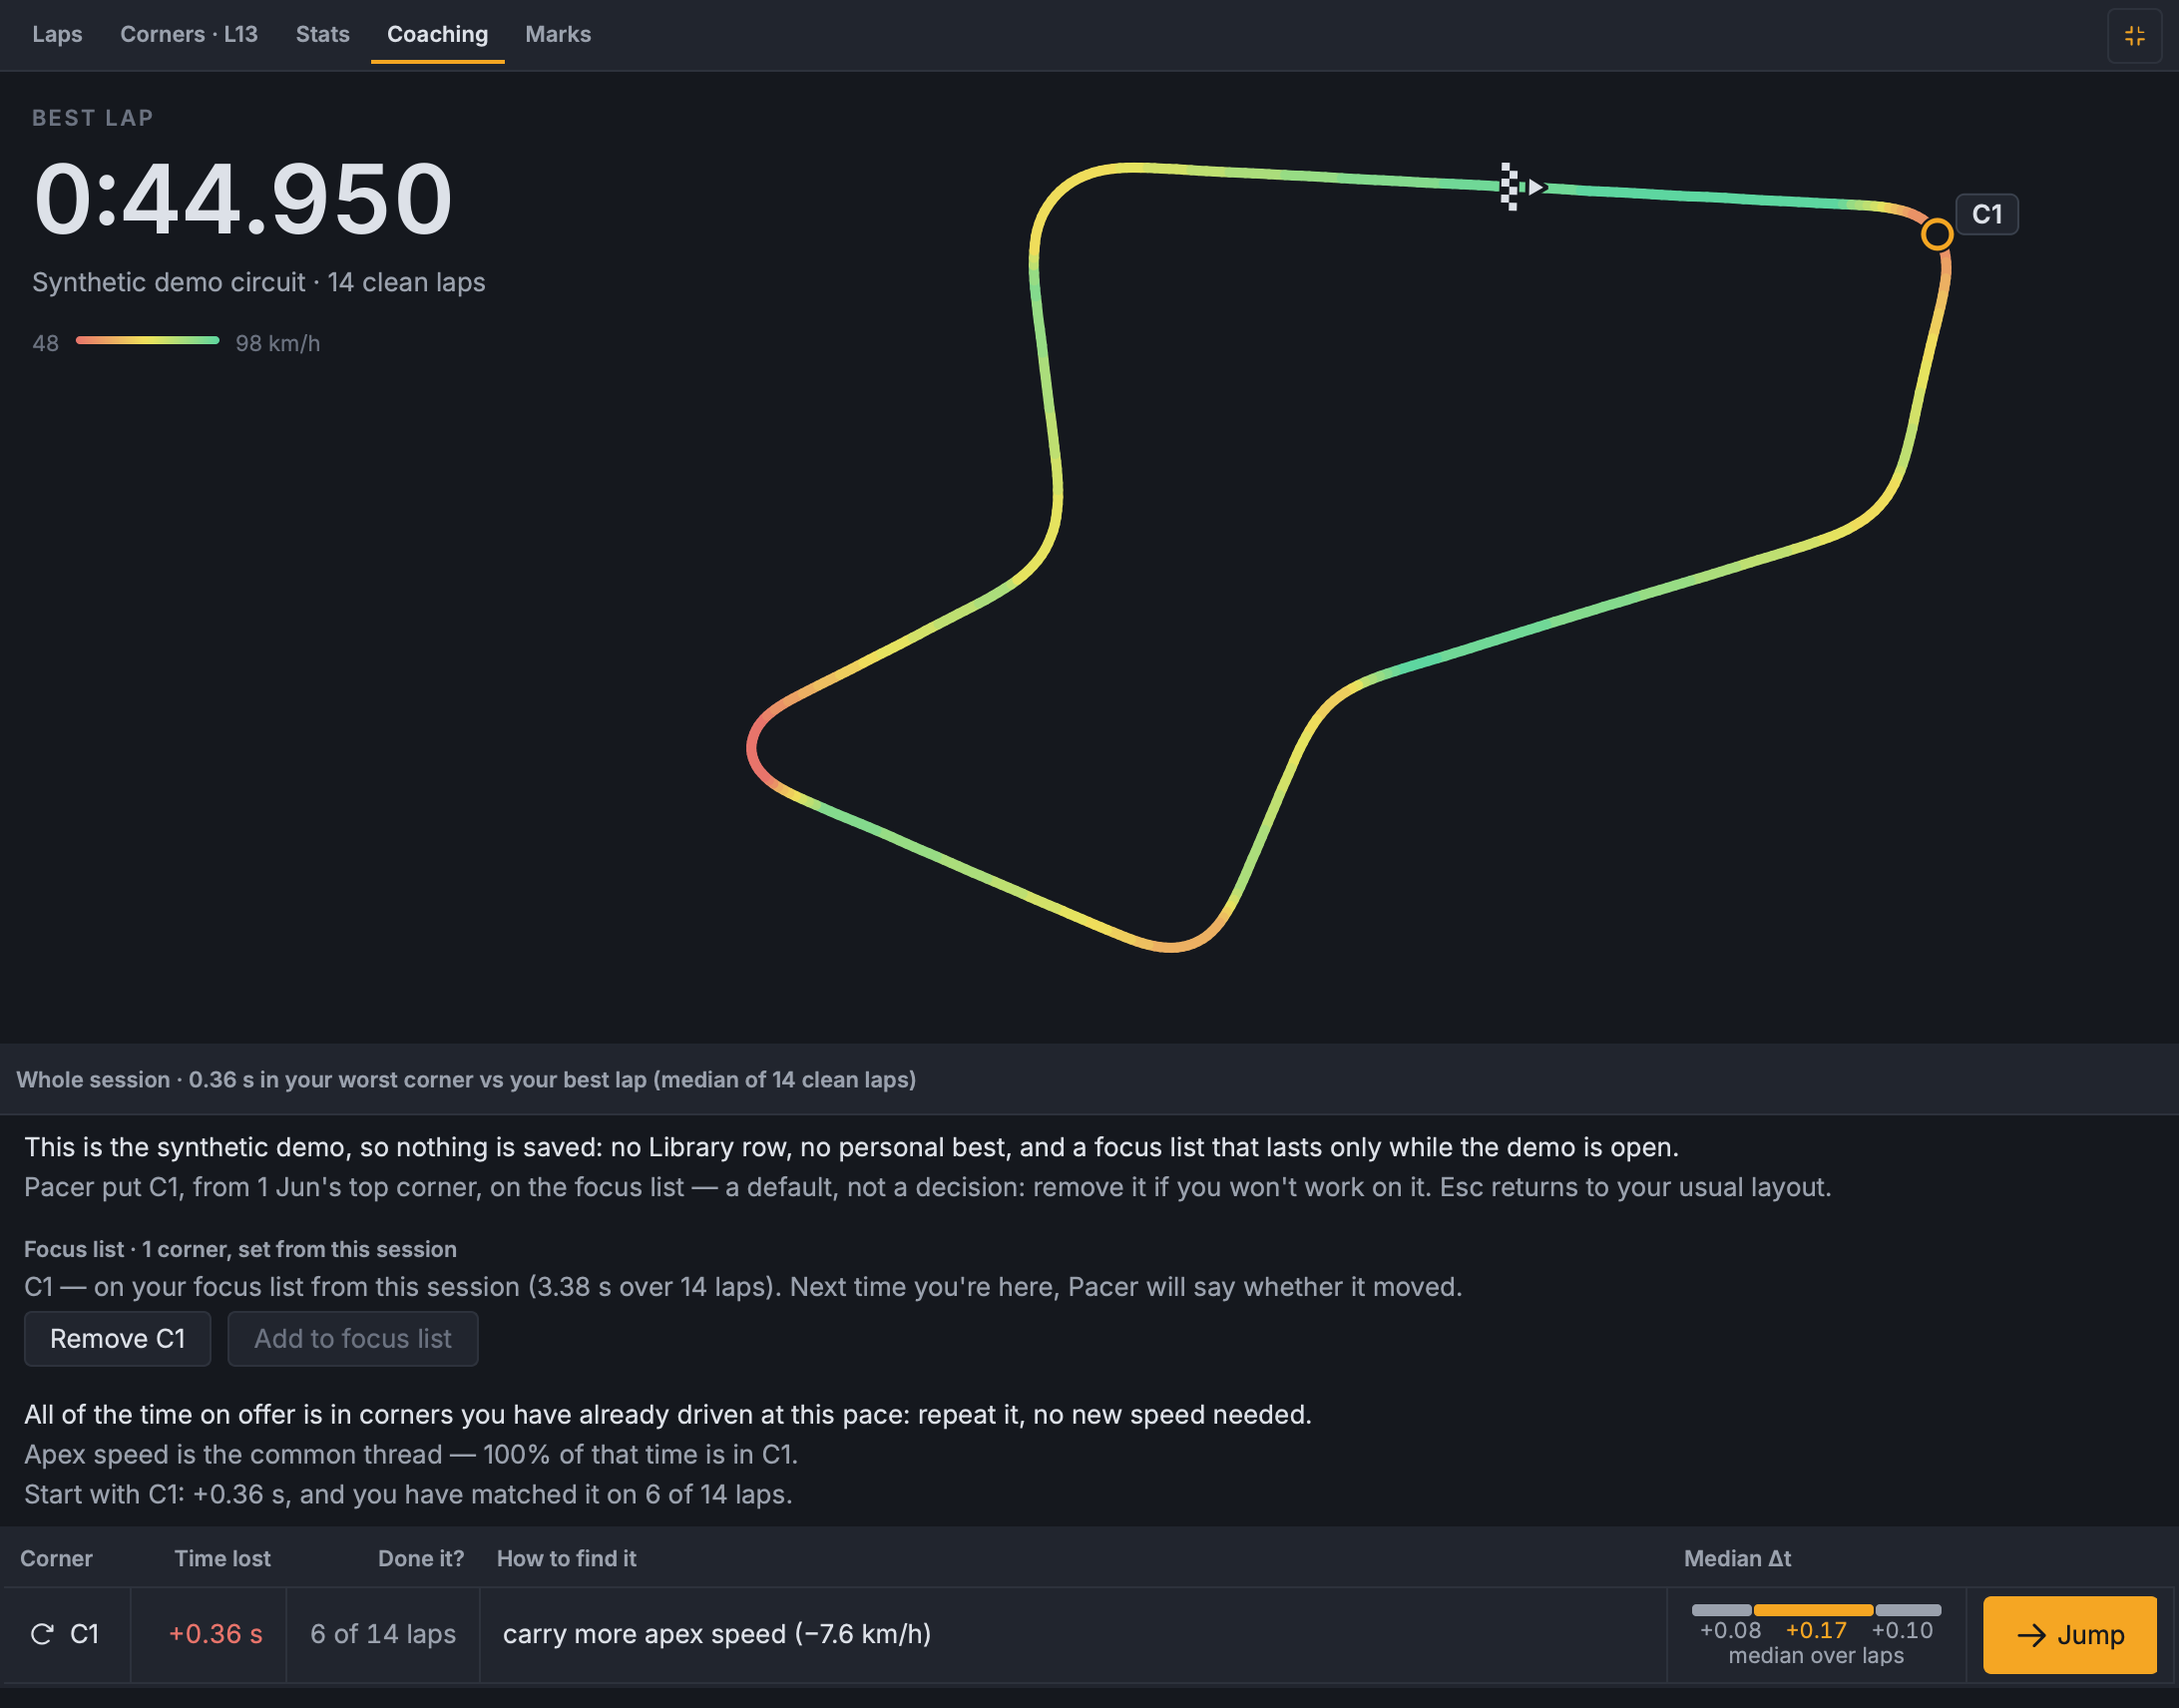 Laps Corners · L13 Stats Coaching Marks
BEST LAP
0:44.950
Synthetic demo circuit · 14 clean laps
48 98 km/h
C1
Whole session · 0.36 s in your worst corner vs your best lap (median of 14 clean laps)
This is the synthetic demo, so nothing is saved: no Library row, no personal best, and a focus list that lasts only while the demo is open.
Pacer put C1, from 1 Jun's top corner, on the focus list — a default, not a decision: remove it if you won't work on it. Esc returns to your usual layout.
Focus list · 1 corner, set from this session
C1 — on your focus list from this session (3.38 s over 14 laps). Next time you're here, Pacer will say whether it moved.
Remove C1 Add to focus list
All of the time on offer is in corners you have already driven at this pace: repeat it, no new speed needed.
Apex speed is the common thread — 100% of that time is in C1.
Start with C1: +0.36 s, and you have matched it on 6 of 14 laps.
Corner Time lost Done it? How to find it Median Δt
C1 +0.36 s 6 of 14 laps carry more apex speed (−7.6 km/h) +0.08 +0.17 +0.10 Jump
median over laps